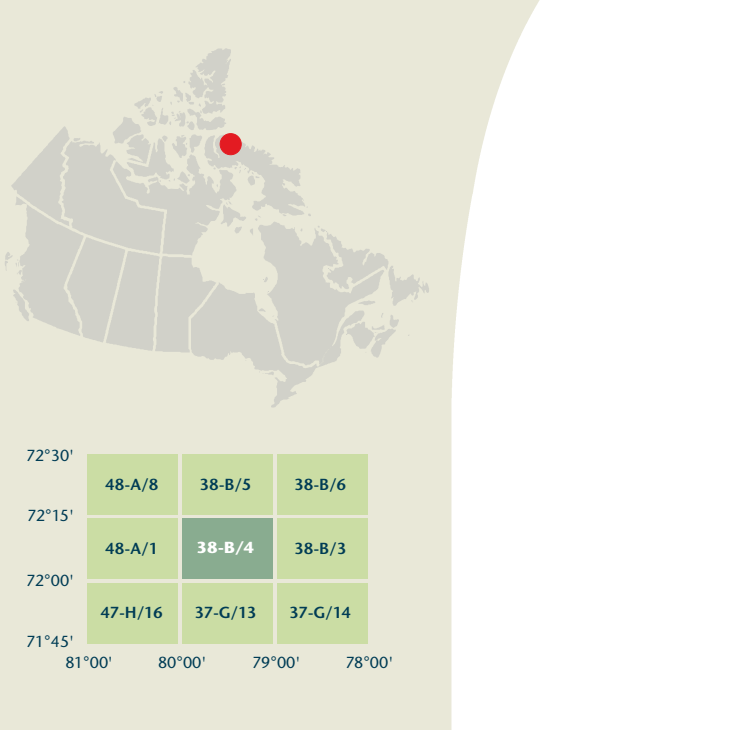 72°30'
48-A/8 38-B/5 38-B/6
72°15'
48-A/1 38-B/4 38-B/3
72°00'
47-H/16 37-G/13 37-G/14
71°45'
81°00' 80°00' 79°00' 78°00'